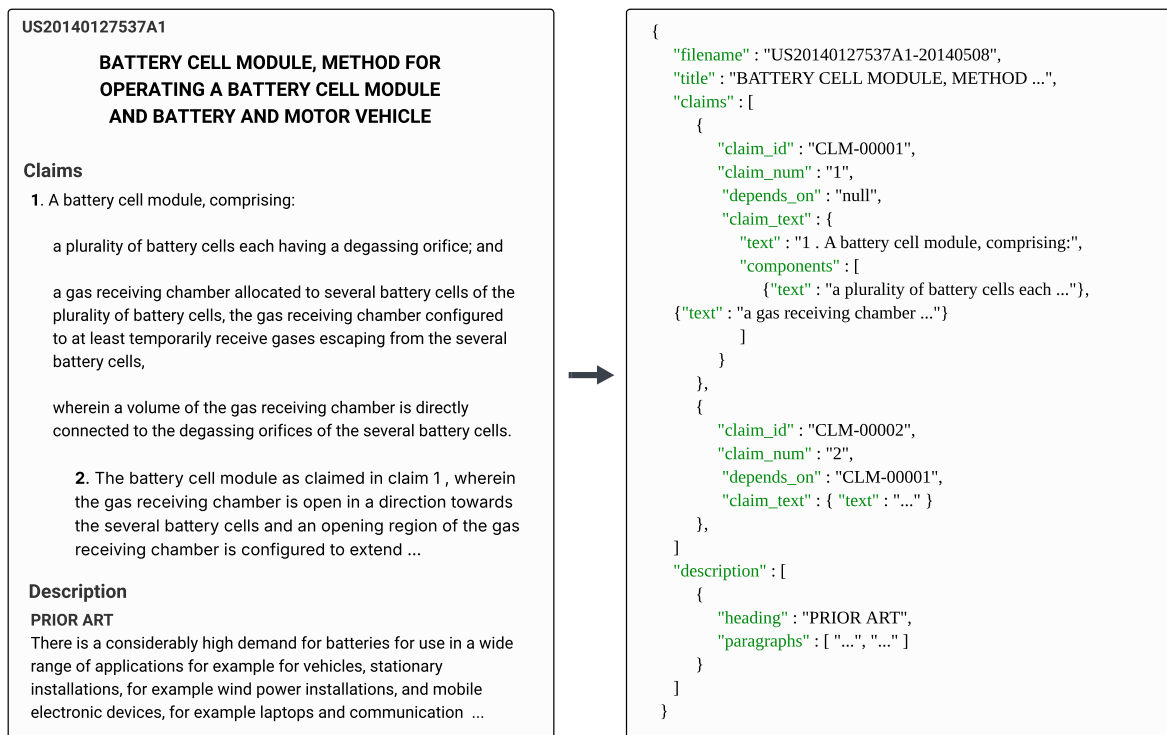 US20140127537A1
BATTERY CELL MODULE, METHOD FOR
OPERATING A BATTERY CELL MODULE
AND BATTERY AND MOTOR VEHICLE
Claims
1. A battery cell module, comprising:
a plurality of battery cells each having a degassing orifice; and
a gas receiving chamber allocated to several battery cells of the
plurality of battery cells, the gas receiving chamber configured
to at least temporarily receive gases escaping from the several
battery cells,
wherein a volume of the gas receiving chamber is directly
connected to the degassing orifices of the several battery cells.
2. The battery cell module as claimed in claim 1 , wherein
the gas receiving chamber is open in a direction towards
the several battery cells and an opening region of the gas
receiving chamber is configured to extend ...
Description
PRIOR ART
There is a considerably high demand for batteries for use in a wide
range of applications for example for vehicles, stationary
installations, for example wind power installations, and mobile
electronic devices, for example laptops and communication ...
{
"filename" : "US20140127537A1-20140508",
"title" : "BATTERY CELL MODULE, METHOD ...",
"claims" : [
{
"claim_id" : "CLM-00001",
"claim_num" : "1",
"depends_on" : "null",
"claim_text" : {
"text" : "1 . A battery cell module, comprising:",
"components" : [
{"text" : "a plurality of battery cells each ..."},
{"text" : "a gas receiving chamber ..."}
]
}
},
{
"claim_id" : "CLM-00002",
"claim_num" : "2",
"depends_on" : "CLM-00001",
"claim_text" : { "text" : "..." }
},
]
"description" : [
{
"heading" : "PRIOR ART",
"paragraphs" : [ "...", "..." ]
}
]
}